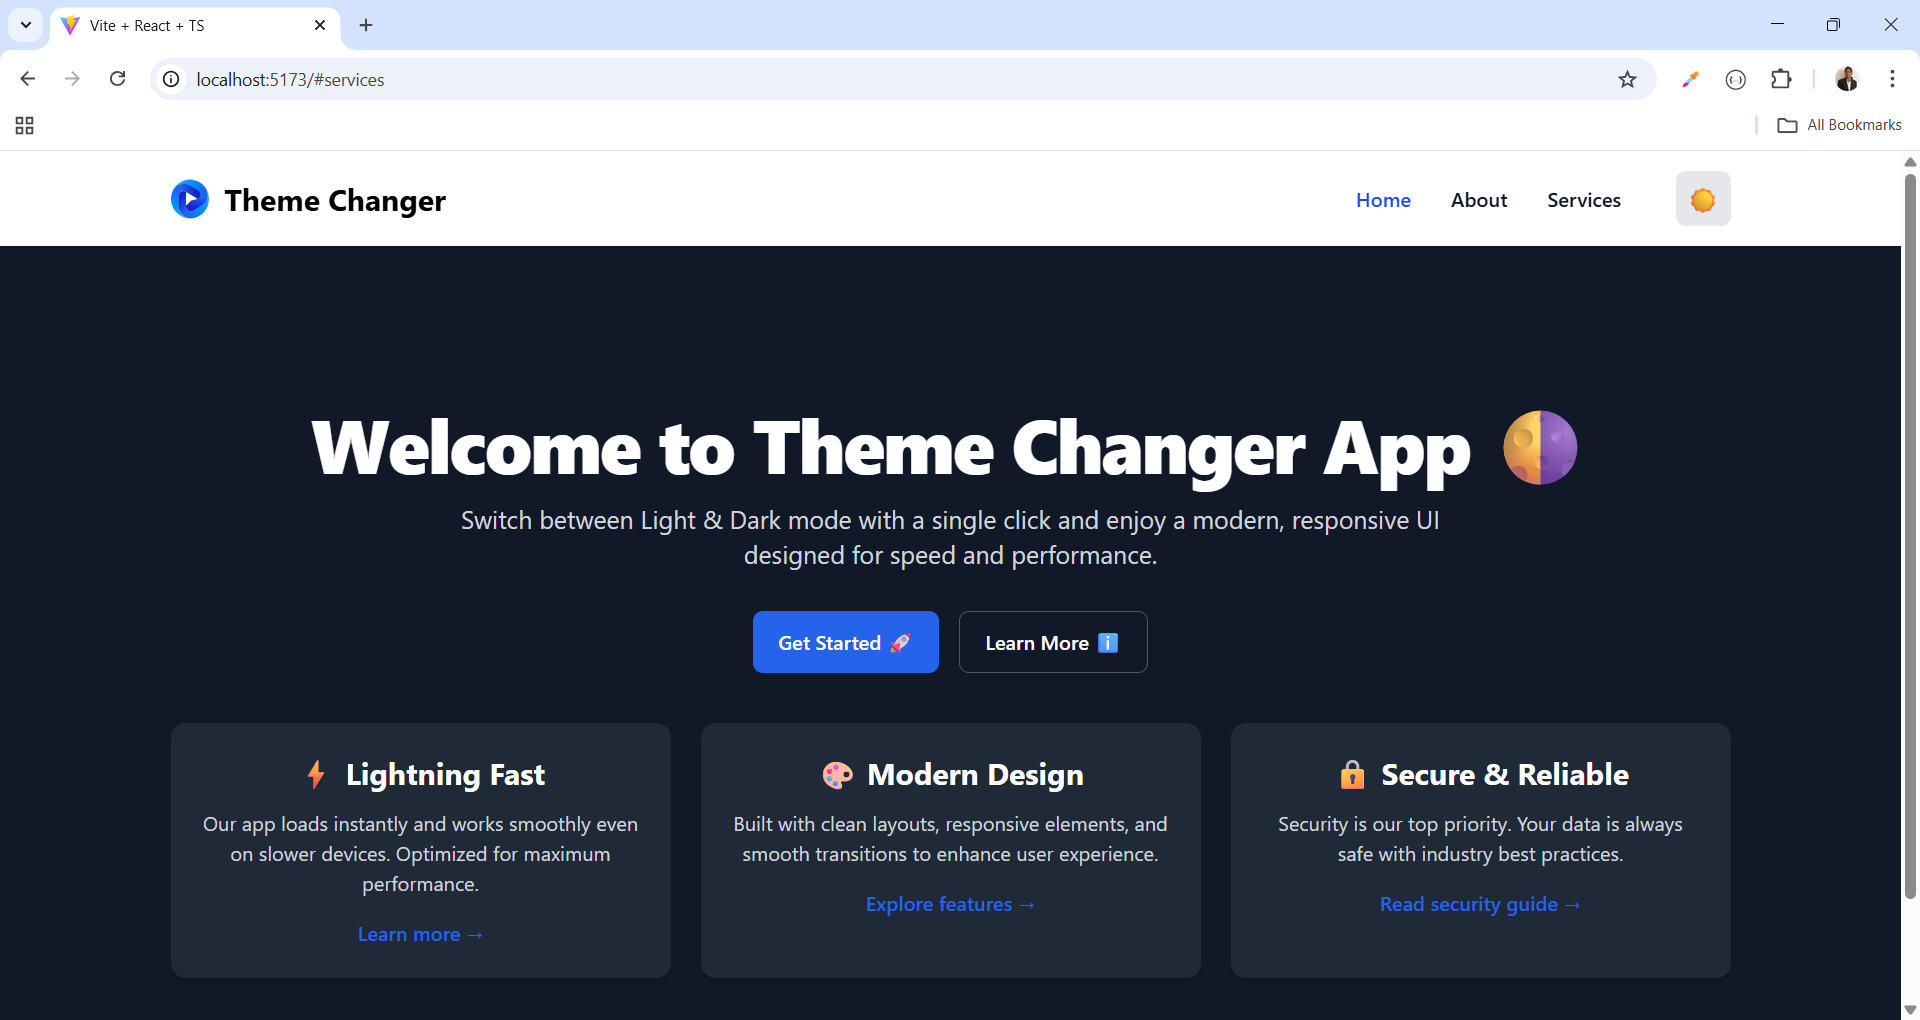 Vite + React + TS
localhost:5173/#services
All Bookmarks
Theme Changer
Home
About
Services
Welcome to Theme Changer App
Switch between Light & Dark mode with a single click and enjoy a modern, responsive UI
designed for speed and performance.
Get Started 🚀
Learn More ℹ️
⚡ Lightning Fast
Our app loads instantly and works smoothly even
on slower devices. Optimized for maximum
performance.
Learn more →
🎨 Modern Design
Built with clean layouts, responsive elements, and
smooth transitions to enhance user experience.
Explore features →
🔒 Secure & Reliable
Security is our top priority. Your data is always
safe with industry best practices.
Read security guide →